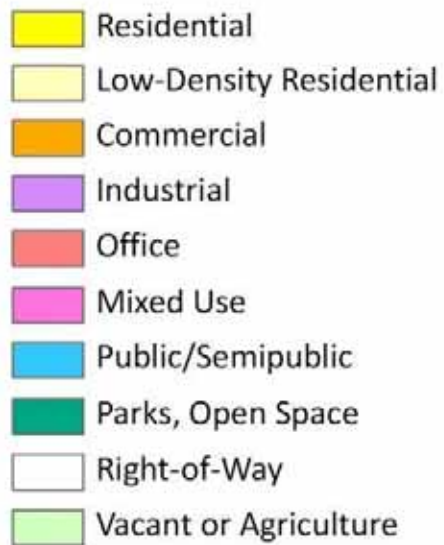 Residential
Low-Density Residential
Commercial
Industrial
Office
Mixed Use
Public/Semipublic
Parks, Open Space
Right-of-Way
Vacant or Agriculture